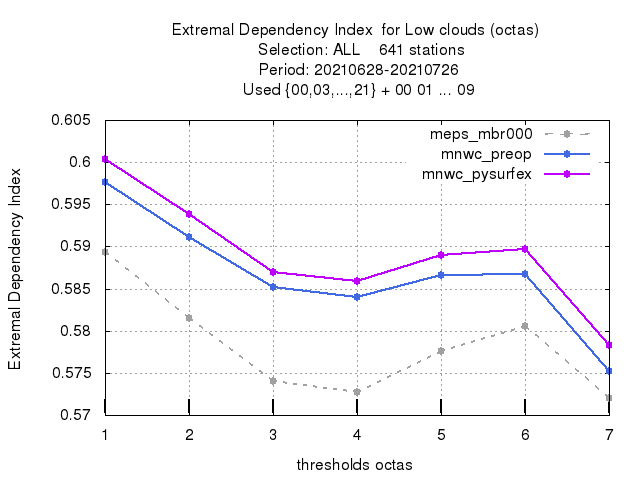 Extremal Dependency Index  for Low clouds (octas)
Selection: ALL    641 stations
Period: 20210628-20210726
Used {00,03,...,21} + 00 01 ... 09
meps_mbr000
mnwc_preop
mnwc_pysurfex
Extremal Dependency Index
0.605
0.6
0.595
0.59
0.585
0.58
0.575
0.57
1 2 3 4 5 6 7
thresholds octas